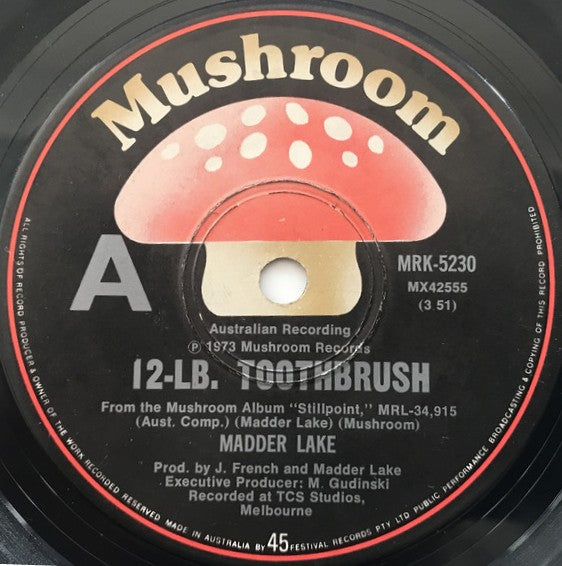 Mushroom
A
MRK-5230
MX42555
(3 51)
Australian Recording
Ⓟ 1973 Mushroom Records
12-LB. TOOTHBRUSH
From the Mushroom Album "Stillpoint," MRL-34,915
(Aust. Comp.) (Madder Lake) (Mushroom)
MADDER LAKE
Prod. by J. French and Madder Lake
Executive Producer: M. Gudinski
Recorded at TCS Studios,
Melbourne
ALL RIGHTS OF RECORD PRODUCER & OWNER OF THE WORK RECORDED RESERVED MADE IN AUSTRALIA BY 45 FESTIVAL RECORDS PTY LTD PUBLIC PERFORMANCE BROADCASTING & COPYING OF THIS RECORD PROHIBITED